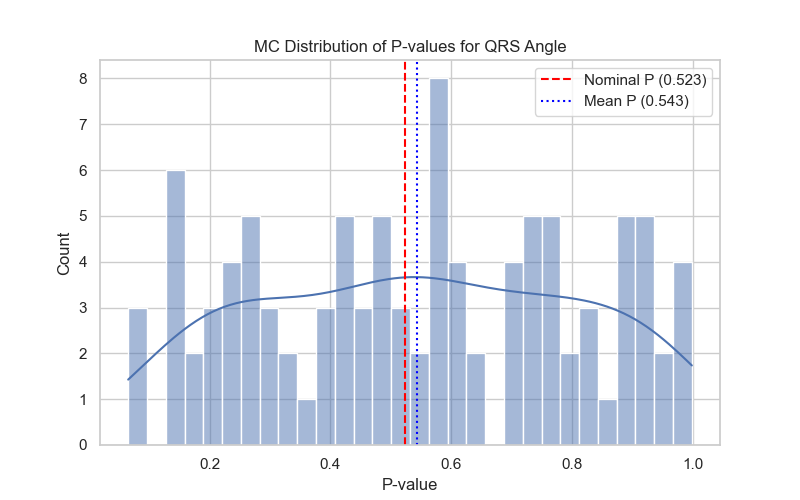 MC Distribution of P-values for QRS Angle
Nominal P (0.523)
Mean P (0.543)
Count
8
7
6
5
4
3
2
1
0
0.2 0.4 0.6 0.8 1.0
P-value